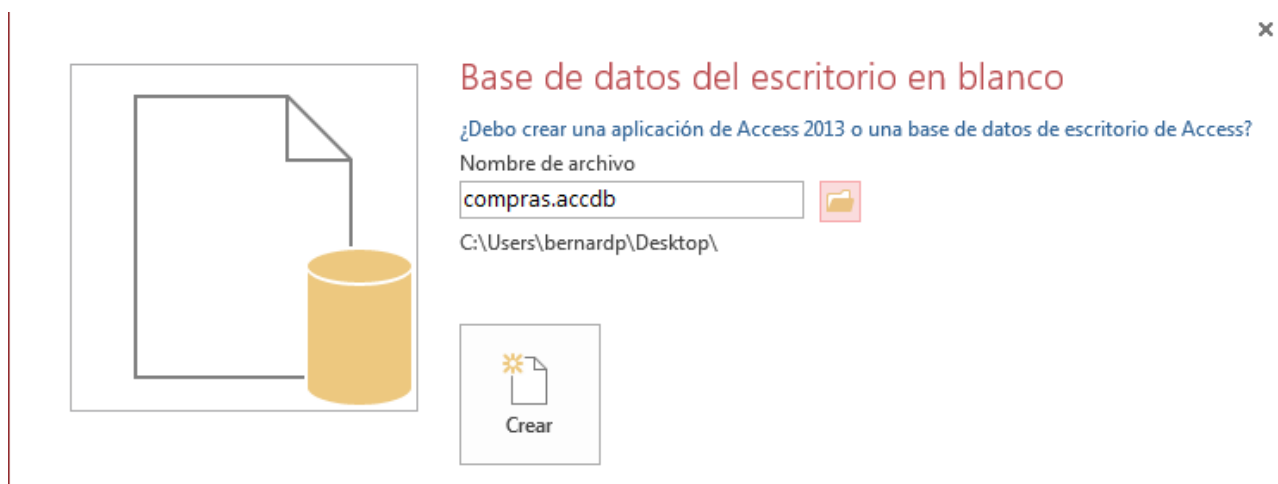 Base de datos del escritorio en blanco
¿Debo crear una aplicación de Access 2013 o una base de datos de escritorio de Access?
Nombre de archivo
compras.accdb
C:\Users\bernardp\Desktop\
Crear